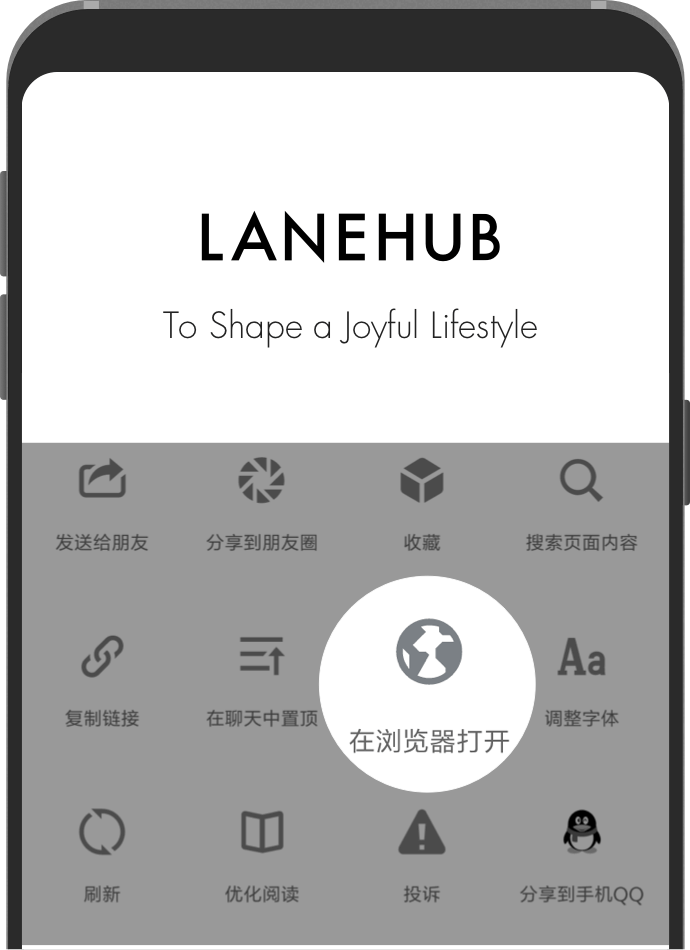 LANEHUB
To Shape a Joyful Lifestyle
发送给朋友
分享到朋友圈
收藏
搜索页面内容
复制链接
在聊天中置顶
在浏览器打开
Aa
调整字体
刷新
优化阅读
投诉
分享到手机QQ